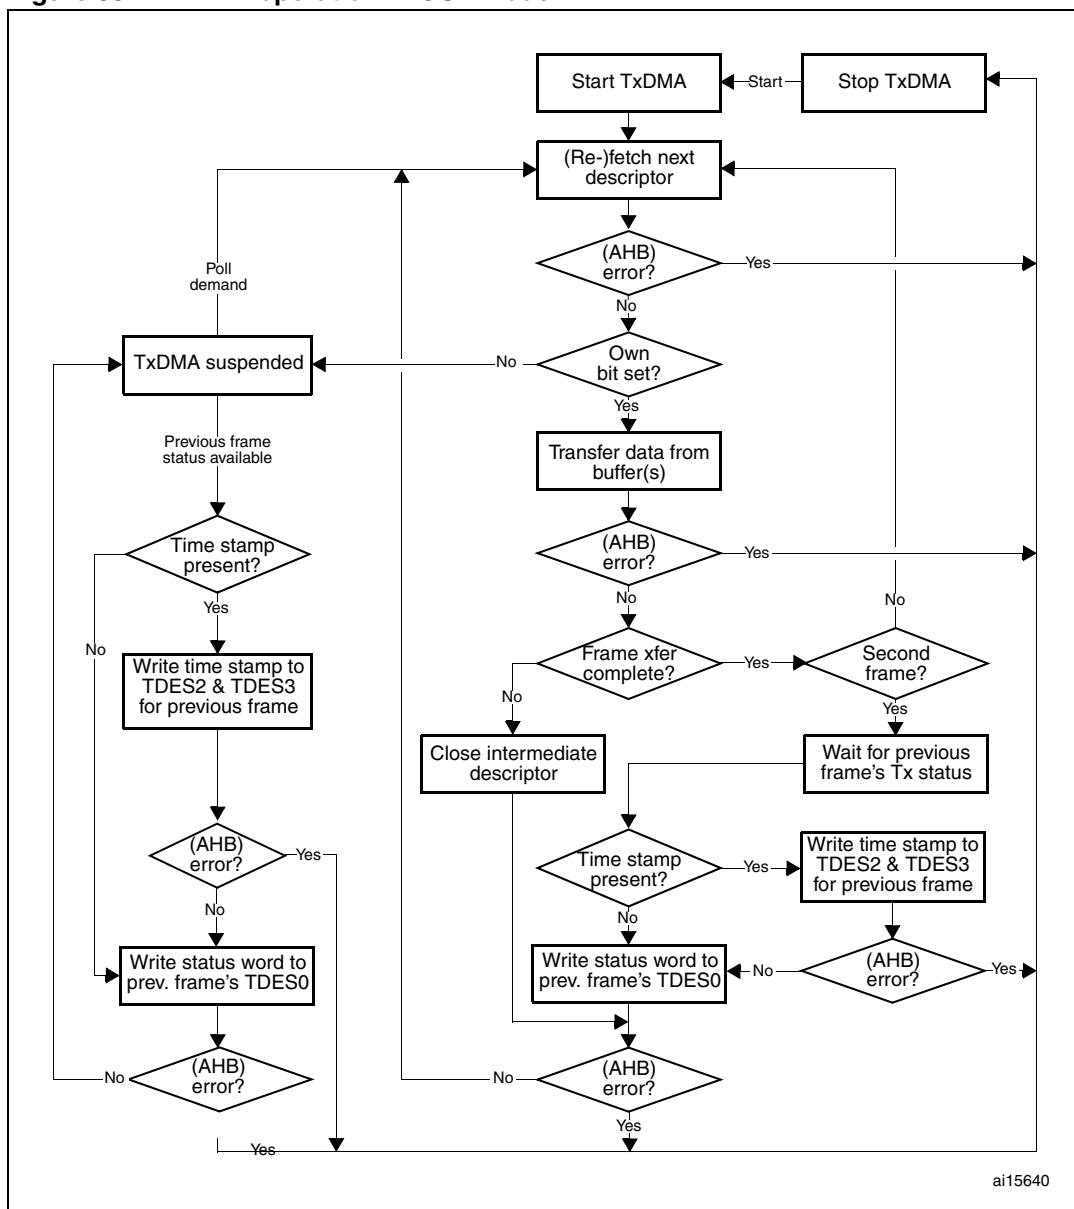 Start TxDMA
Start
Stop TxDMA
(Re-)fetch next
descriptor
(AHB)
error?
Yes
No
Poll
demand
TxDMA suspended
No
Own
bit set?
Yes
Previous frame
status available
Transfer data from
buffer(s)
Time stamp
present?
(AHB)
error?
Yes
Yes
No
No
No
Write time stamp to
TDES2 & TDES3
for previous frame
Frame xfer
complete?
Yes
Second
frame?
No
Yes
Close intermediate
descriptor
Wait for previous
frame's Tx status
(AHB)
error?
Yes
No
Time stamp
present?
Yes
Write time stamp to
TDES2 & TDES3
for previous frame
No
Write status word to
prev. frame's TDES0
Write status word to
prev. frame's TDES0
No
(AHB)
error?
Yes
No
(AHB)
error?
No
(AHB)
error?
Yes
Yes
ai15640